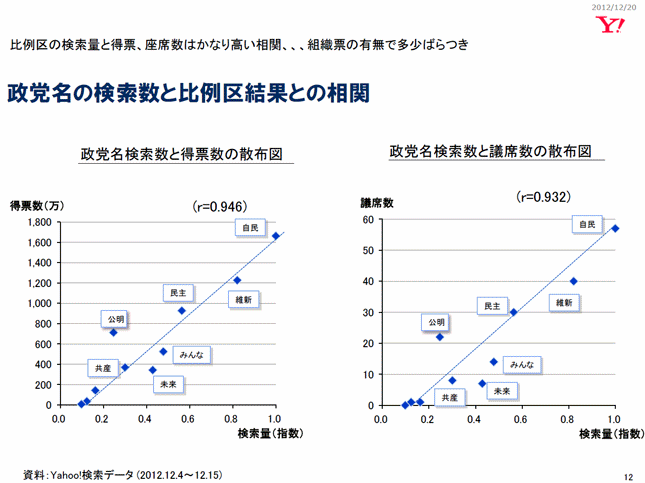 2012/12/20
Y!
比例区の検索量と得票、座席数はかなり高い相関、、、組織票の有無で多少ばらつき
政党名の検索数と比例区結果との相関
政党名検索数と得票数の散布図
(r=0.946)
得票数(万)
1,800
1,600
1,400
1,200
1,000
800
600
400
200
0
自民
維新
民主
公明
みんな
共産
未来
0.0 0.2 0.4 0.6 0.8 1.0
検索量(指数)
政党名検索数と議席数の散布図
(r=0.932)
議席数
60
50
40
30
20
10
0
自民
維新
民主
公明
みんな
未来
共産
0.0 0.2 0.4 0.6 0.8 1.0
検索量(指数)
資料:Yahoo!検索データ(2012.12.4~12.15)
12